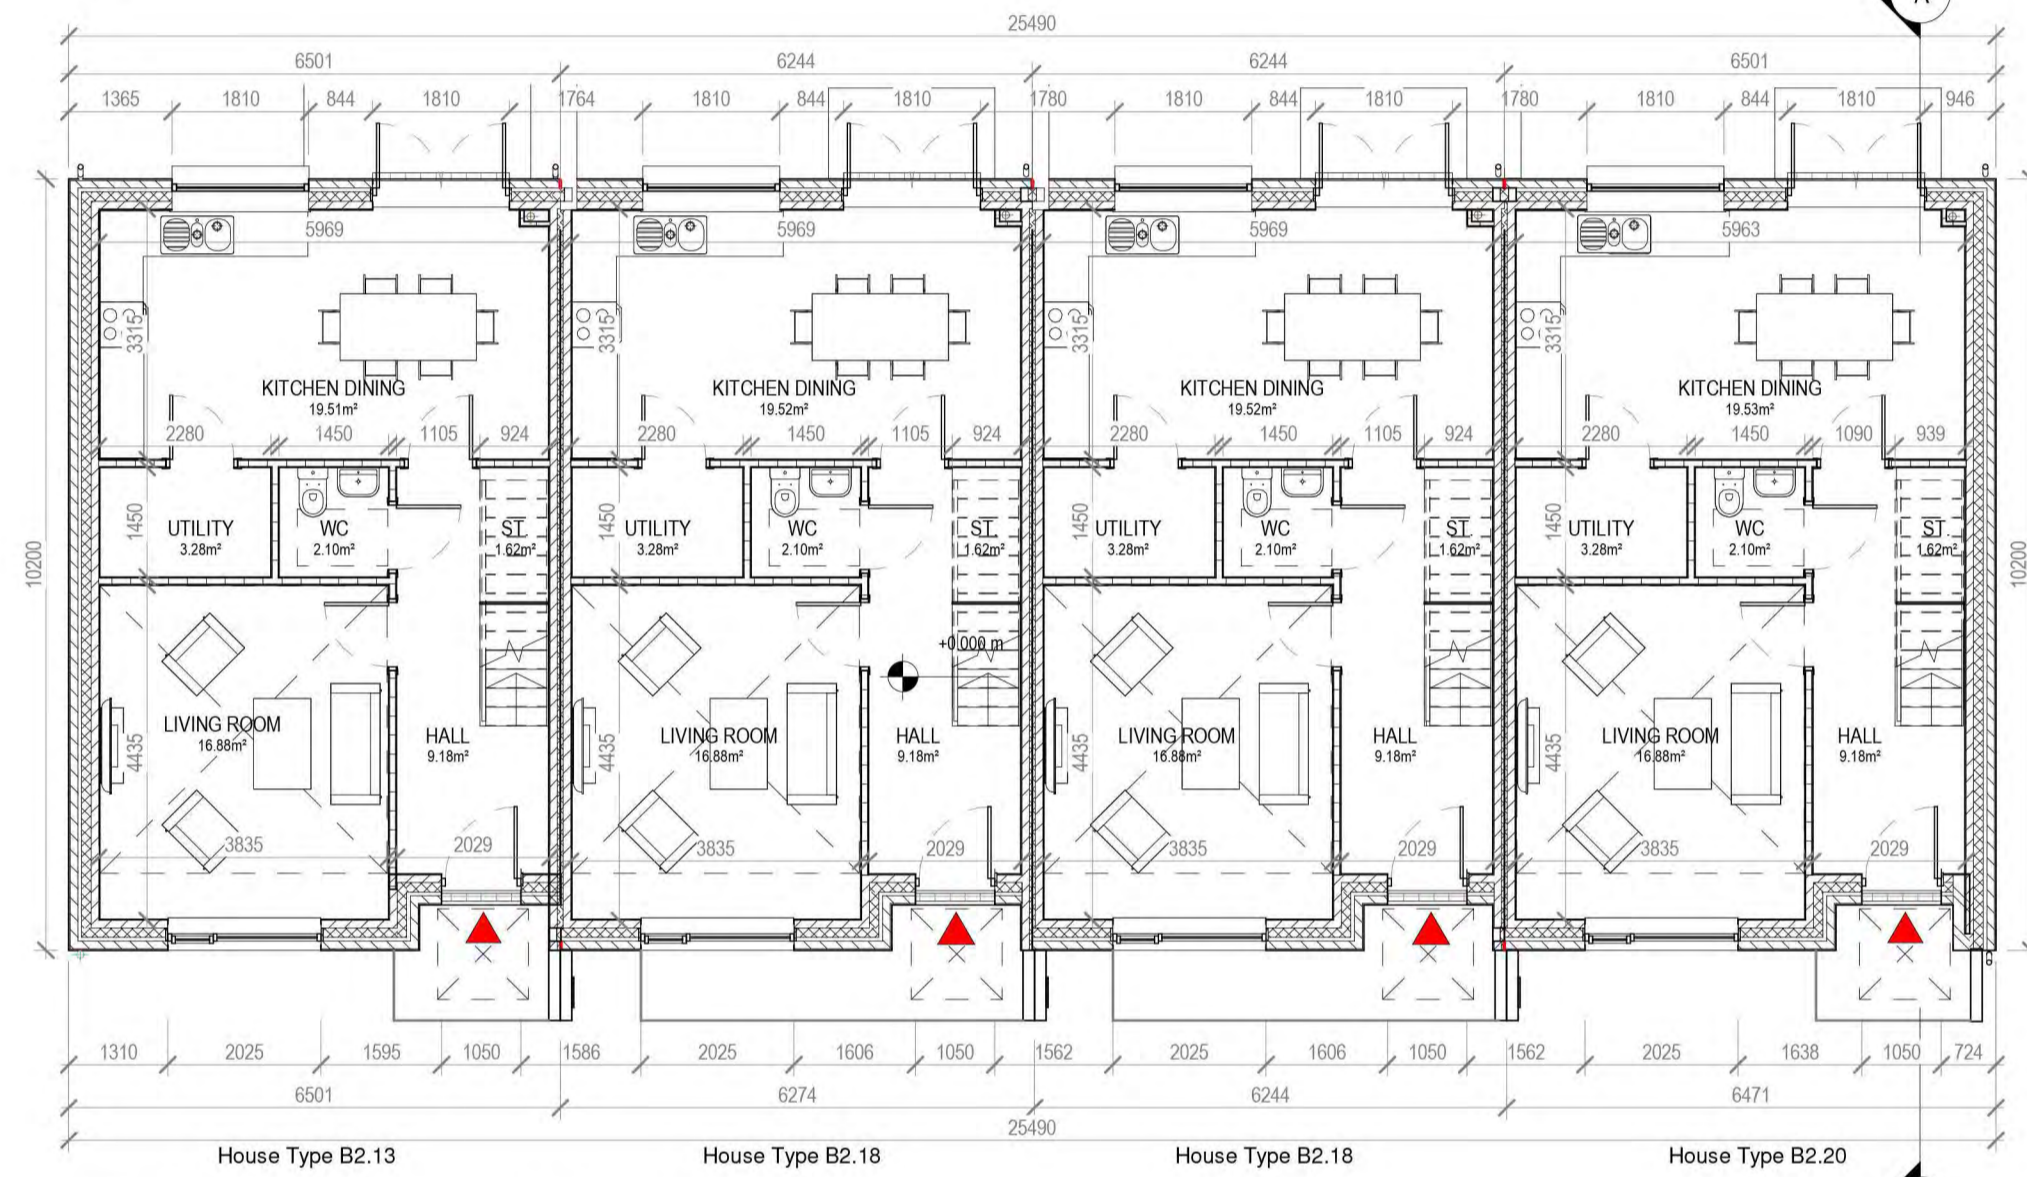 A
25490
6501 6244 6244 6501
1365 1810 844 1810 1764 1810 844 1810 1780 1810 844 1810 1780 1810 844 1810 946
5969 5969 5969 5963
3315 3315 3315 3315
KITCHEN DINING KITCHEN DINING KITCHEN DINING KITCHEN DINING
19.51m² 19.52m² 19.52m² 19.53m²
2280 1450 1105 924 2280 1450 1105 924 2280 1450 1105 924 2280 1450 1090 939
1450 1450 1450 1450
UTILITY WC ST. UTILITY WC ST. UTILITY WC ST. UTILITY WC ST.
3.28m² 2.10m² 1.62m² 3.28m² 2.10m² 1.62m² 3.28m² 2.10m² 1.62m² 3.28m² 2.10m² 1.62m²
10200 10200
+0.000 m
LIVING ROOM HALL LIVING ROOM HALL LIVING ROOM HALL LIVING ROOM HALL
16.88m² 9.18m² 16.88m² 9.18m² 16.88m² 9.18m² 16.88m² 9.18m²
4435 4435 4435 4435
3835 2029 3835 2029 3835 2029 3835 2029
1310 2025 1595 1050 1586 2025 1606 1050 1562 2025 1606 1050 1562 2025 1638 1050 724
6501 6274 6244 6471
25490
House Type B2.13 House Type B2.18 House Type B2.18 House Type B2.20